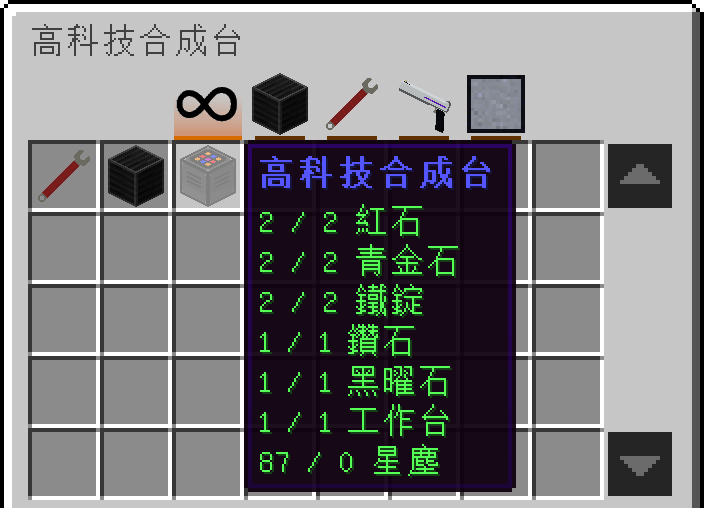 高科技合成台
高科技合成台
2 / 2 紅石
2 / 2 青金石
2 / 2 鐵錠
1 / 1 鑽石
1 / 1 黑曜石
1 / 1 工作台
87 / 0 星塵